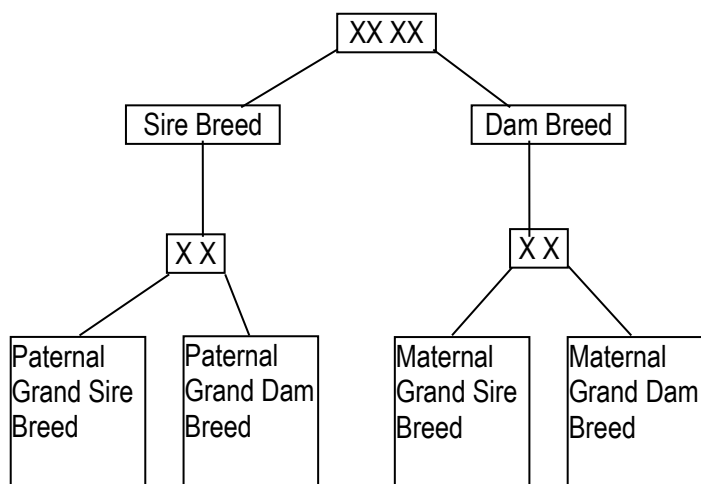 XX XX
Sire Breed
Dam Breed
X X
X X
Paternal
Grand Sire
Breed
Paternal
Grand Dam
Breed
Maternal
Grand Sire
Breed
Maternal
Grand Dam
Breed